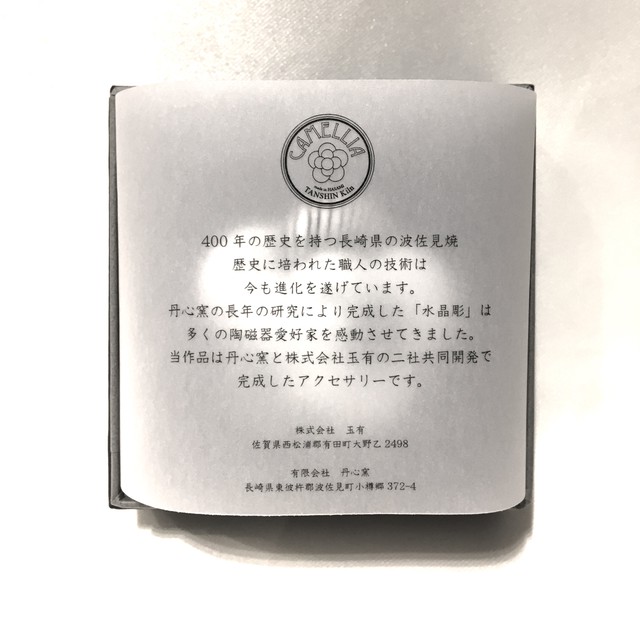 CAMELLIA
made in HASAMI
TANSHIN Kiln
400年の歴史を持つ長崎県の波佐見焼
歴史に培われた職人の技術は
今も進化を遂げています。
丹心窯の長年の研究により完成した「水晶彫」は
多くの陶磁器愛好家を感動させてきました。
当作品は丹心窯と株式会社玉有の二社共同開発で
完成したアクセサリーです。
株式会社　玉有
佐賀県西松浦郡有田町大野乙 2498
有限会社　丹心窯
長崎県東彼杵郡波佐見町小樽郷 372-4